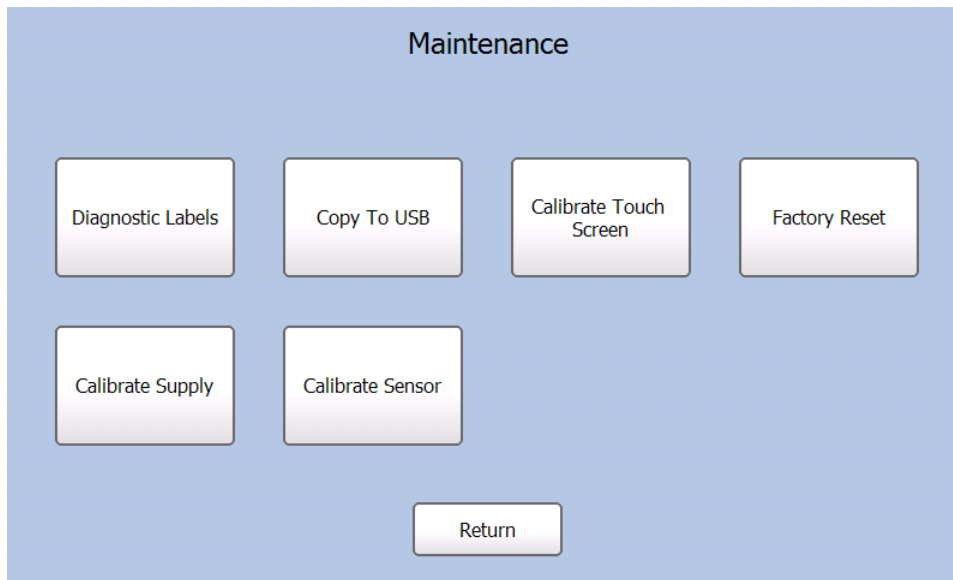 Maintenance
Diagnostic Labels
Copy To USB
Calibrate Touch
Screen
Factory Reset
Calibrate Supply
Calibrate Sensor
Return